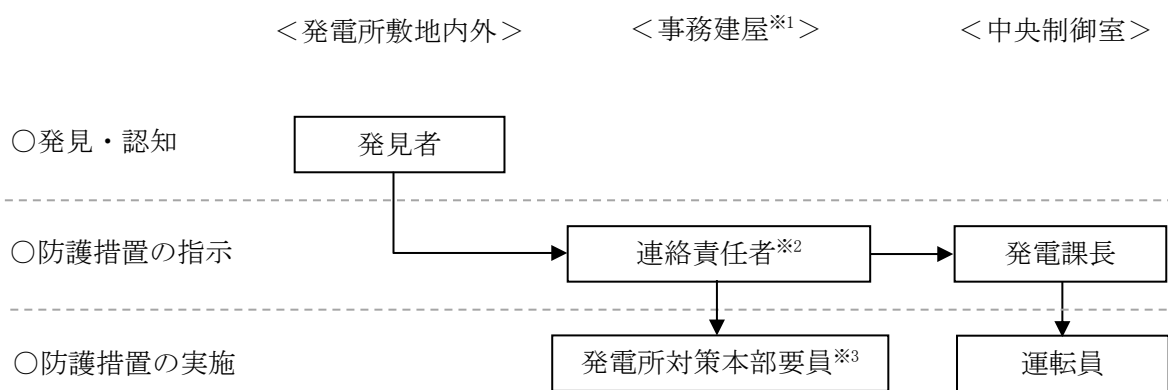 ＜発電所敷地内外＞ ＜事務建屋※1＞ ＜中央制御室＞
○発見・認知 発見者
○防護措置の指示 連絡責任者※2 発電課長
○防護措置の実施 発電所対策本部要員※3 運転員